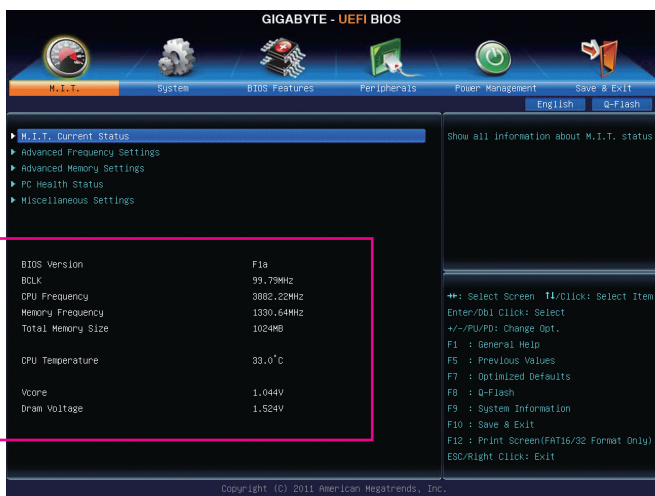 GIGABYTE - UEFI BIOS
M.I.T.
System
BIOS Features
Peripherals
Power Management
Save & Exit
English
Q-Flash
M.I.T. Current Status
Advanced Frequency Settings
Advanced Memory Settings
PC Health Status
Miscellaneous Settings
Show all information about M.I.T. status
BIOS Version F1a
BCLK 99.79MHz
CPU Frequency 3882.22MHz
Memory Frequency 1330.64MHz
Total Memory Size 1024MB
CPU Temperature 33.0°C
Vcore 1.044V
Dram Voltage 1.524V
→←: Select Screen ↑↓/Click: Select Item
Enter/Dbl Click: Select
+/-/PU/PD: Change Opt.
F1 : General Help
F5 : Previous Values
F7 : Optimized Defaults
F8 : Q-Flash
F9 : System Information
F10 : Save & Exit
F12 : Print Screen(FAT16/32 Format Only)
ESC/Right Click: Exit
Copyright (C) 2011 American Megatrends, Inc.